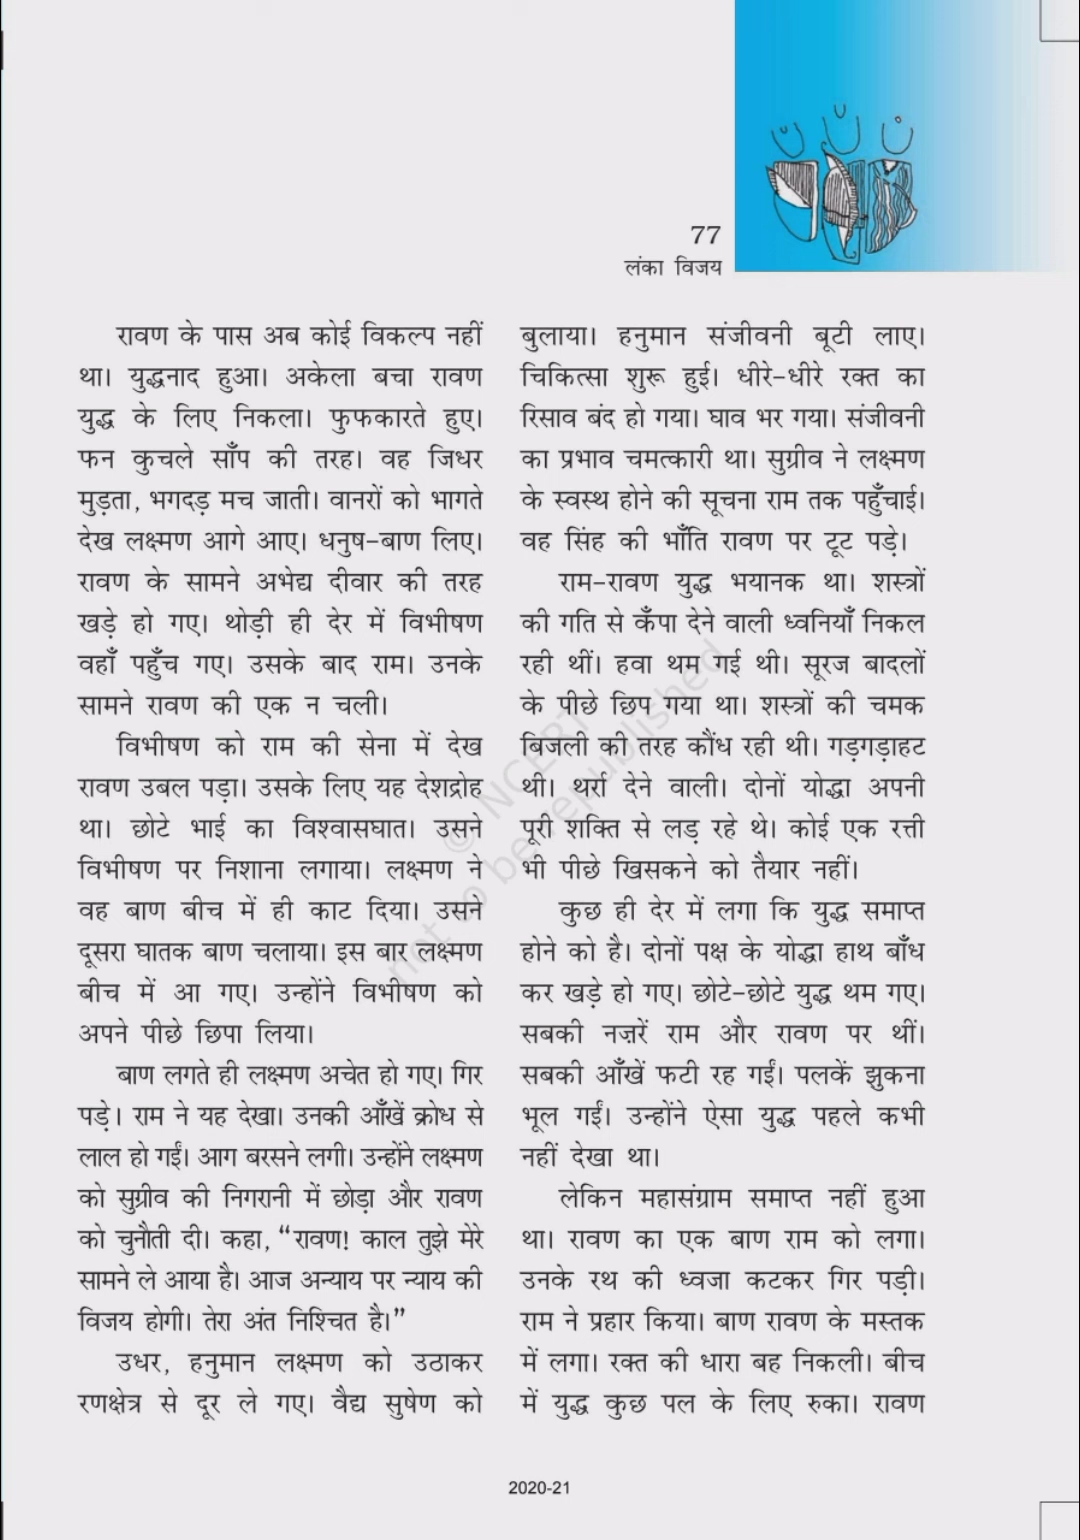 77
लंका विजय
रावण के पास अब कोई विकल्प नहीं
था। युद्धनाद हुआ। अकेला बचा रावण
युद्ध के लिए निकला। फुफकारते हुए।
फन कुचले साँप की तरह। वह जिधर
मुड़ता, भगदड़ मच जाती। वानरों को भागते
देख लक्ष्मण आगे आए। धनुष-बाण लिए।
रावण के सामने अभेद्य दीवार की तरह
खड़े हो गए। थोड़ी ही देर में विभीषण
वहाँ पहुँच गए। उसके बाद राम। उनके
सामने रावण की एक न चली।
विभीषण को राम की सेना में देख
रावण उबल पड़ा। उसके लिए यह देशद्रोह
था। छोटे भाई का विश्वासघात। उसने
विभीषण पर निशाना लगाया। लक्ष्मण ने
वह बाण बीच में ही काट दिया। उसने
दूसरा घातक बाण चलाया। इस बार लक्ष्मण
बीच में आ गए। उन्होंने विभीषण को
अपने पीछे छिपा लिया।
बाण लगते ही लक्ष्मण अचेत हो गए। गिर
पड़े। राम ने यह देखा। उनकी आँखें क्रोध से
लाल हो गईं। आग बरसने लगी। उन्होंने लक्ष्मण
को सुग्रीव की निगरानी में छोड़ा और रावण
को चुनौती दी। कहा, “रावण! काल तुझे मेरे
सामने ले आया है। आज अन्याय पर न्याय की
विजय होगी। तेरा अंत निश्चित है।”
उधर, हनुमान लक्ष्मण को उठाकर
रणक्षेत्र से दूर ले गए। वैद्य सुषेण को
बुलाया। हनुमान संजीवनी बूटी लाए।
चिकित्सा शुरू हुई। धीरे-धीरे रक्त का
रिसाव बंद हो गया। घाव भर गया। संजीवनी
का प्रभाव चमत्कारी था। सुग्रीव ने लक्ष्मण
के स्वस्थ होने की सूचना राम तक पहुँचाई।
वह सिंह की भाँति रावण पर टूट पड़े।
राम-रावण युद्ध भयानक था। शस्त्रों
की गति से कँपा देने वाली ध्वनियाँ निकल
रही थीं। हवा थम गई थी। सूरज बादलों
के पीछे छिप गया था। शस्त्रों की चमक
बिजली की तरह कौंध रही थी। गड़गड़ाहट
थी। थर्रा देने वाली। दोनों योद्धा अपनी
पूरी शक्ति से लड़ रहे थे। कोई एक रत्ती
भी पीछे खिसकने को तैयार नहीं।
कुछ ही देर में लगा कि युद्ध समाप्त
होने को है। दोनों पक्ष के योद्धा हाथ बाँध
कर खड़े हो गए। छोटे-छोटे युद्ध थम गए।
सबकी नज़रें राम और रावण पर थीं।
सबकी आँखें फटी रह गईं। पलकें झुकना
भूल गईं। उन्होंने ऐसा युद्ध पहले कभी
नहीं देखा था।
लेकिन महासंग्राम समाप्त नहीं हुआ
था। रावण का एक बाण राम को लगा।
उनके रथ की ध्वजा कटकर गिर पड़ी।
राम ने प्रहार किया। बाण रावण के मस्तक
में लगा। रक्त की धारा बह निकली। बीच
में युद्ध कुछ पल के लिए रुका। रावण
© NCERT
not to be republished
2020-21